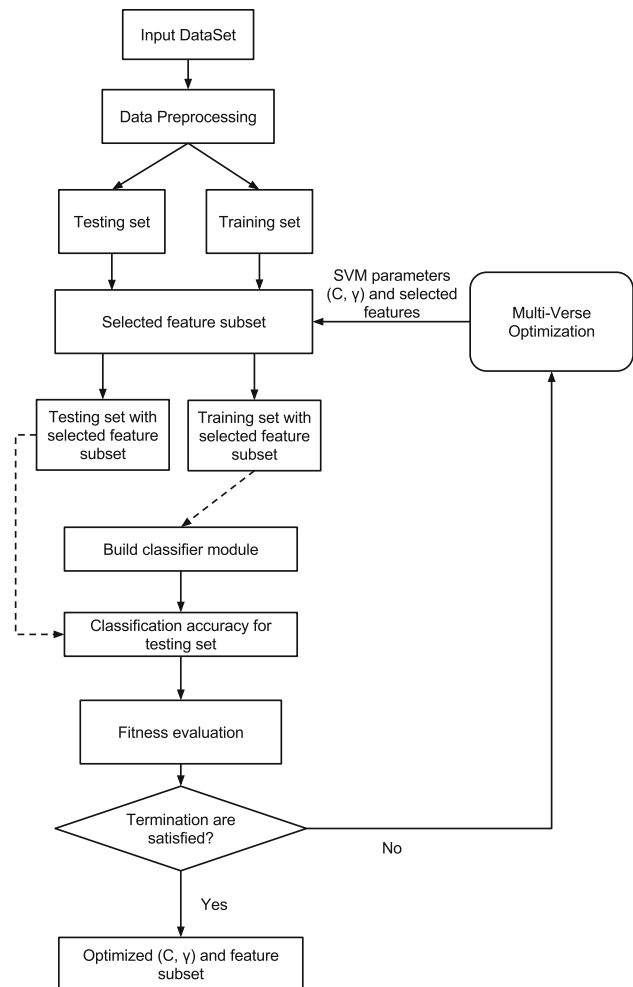 Input DataSet
Data Preprocessing
Testing set
Training set
SVM parameters
(C, γ) and selected
features
Multi-Verse
Optimization
Selected feature subset
Testing set with
selected feature
subset
Training set with
selected feature
subset
Build classifier module
Classification accuracy for
testing set
Fitness evaluation
Termination are
satisfied?
No
Yes
Optimized (C, γ) and feature
subset